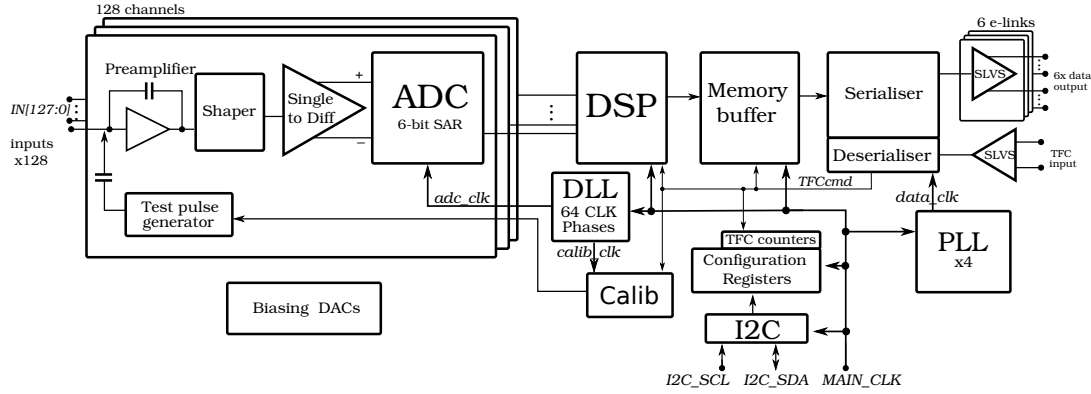 128 channels
6 e-links
Preamplifier
IN[127:0]
inputs
x128
Shaper
Single
to Diff
+
−
ADC
6-bit SAR
DSP
Memory
buffer
Serialiser
Deserialiser
SLVS
6x data
output
SLVS
TFC
input
TFCcmd
adc_clk
DLL
64 CLK
Phases
data_clk
Test pulse
generator
calib_clk
TFC counters
Configuration
Registers
PLL
x4
Calib
Biasing DACs
I2C
I2C_SCL
I2C_SDA
MAIN_CLK